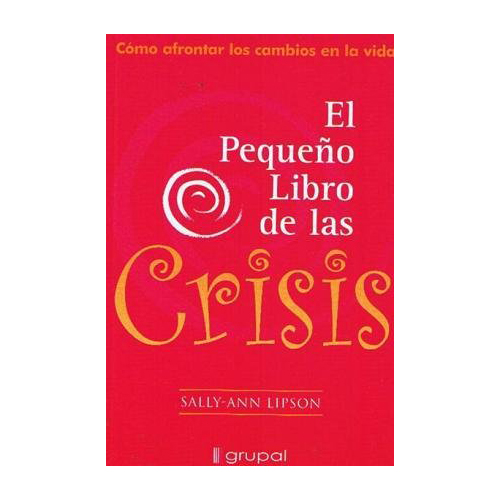 Cómo afrontar los cambios en la vida
El
Pequeño
Libro
de las
Crisis
SALLY-ANN LIPSON
grupal